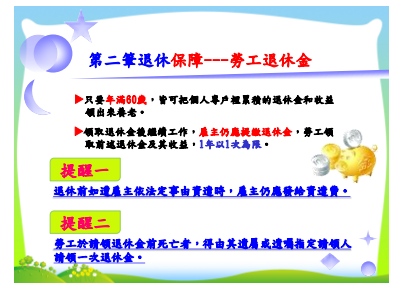 第二筆退休保障---勞工退休金
▶只要年滿60歲，皆可把個人專戶裡累積的退休金和收益
領出來養老。
▶領取退休金後繼續工作，雇主仍應提繳退休金，勞工領
取前述退休金及其收益，1年以1次為限。
提醒一
退休前如遭雇主依法定事由資遣時，雇主仍應發給資遣費。
提醒二
勞工於請領退休金前死亡者，得由其遺屬或遺囑指定請領人
請領一次退休金。